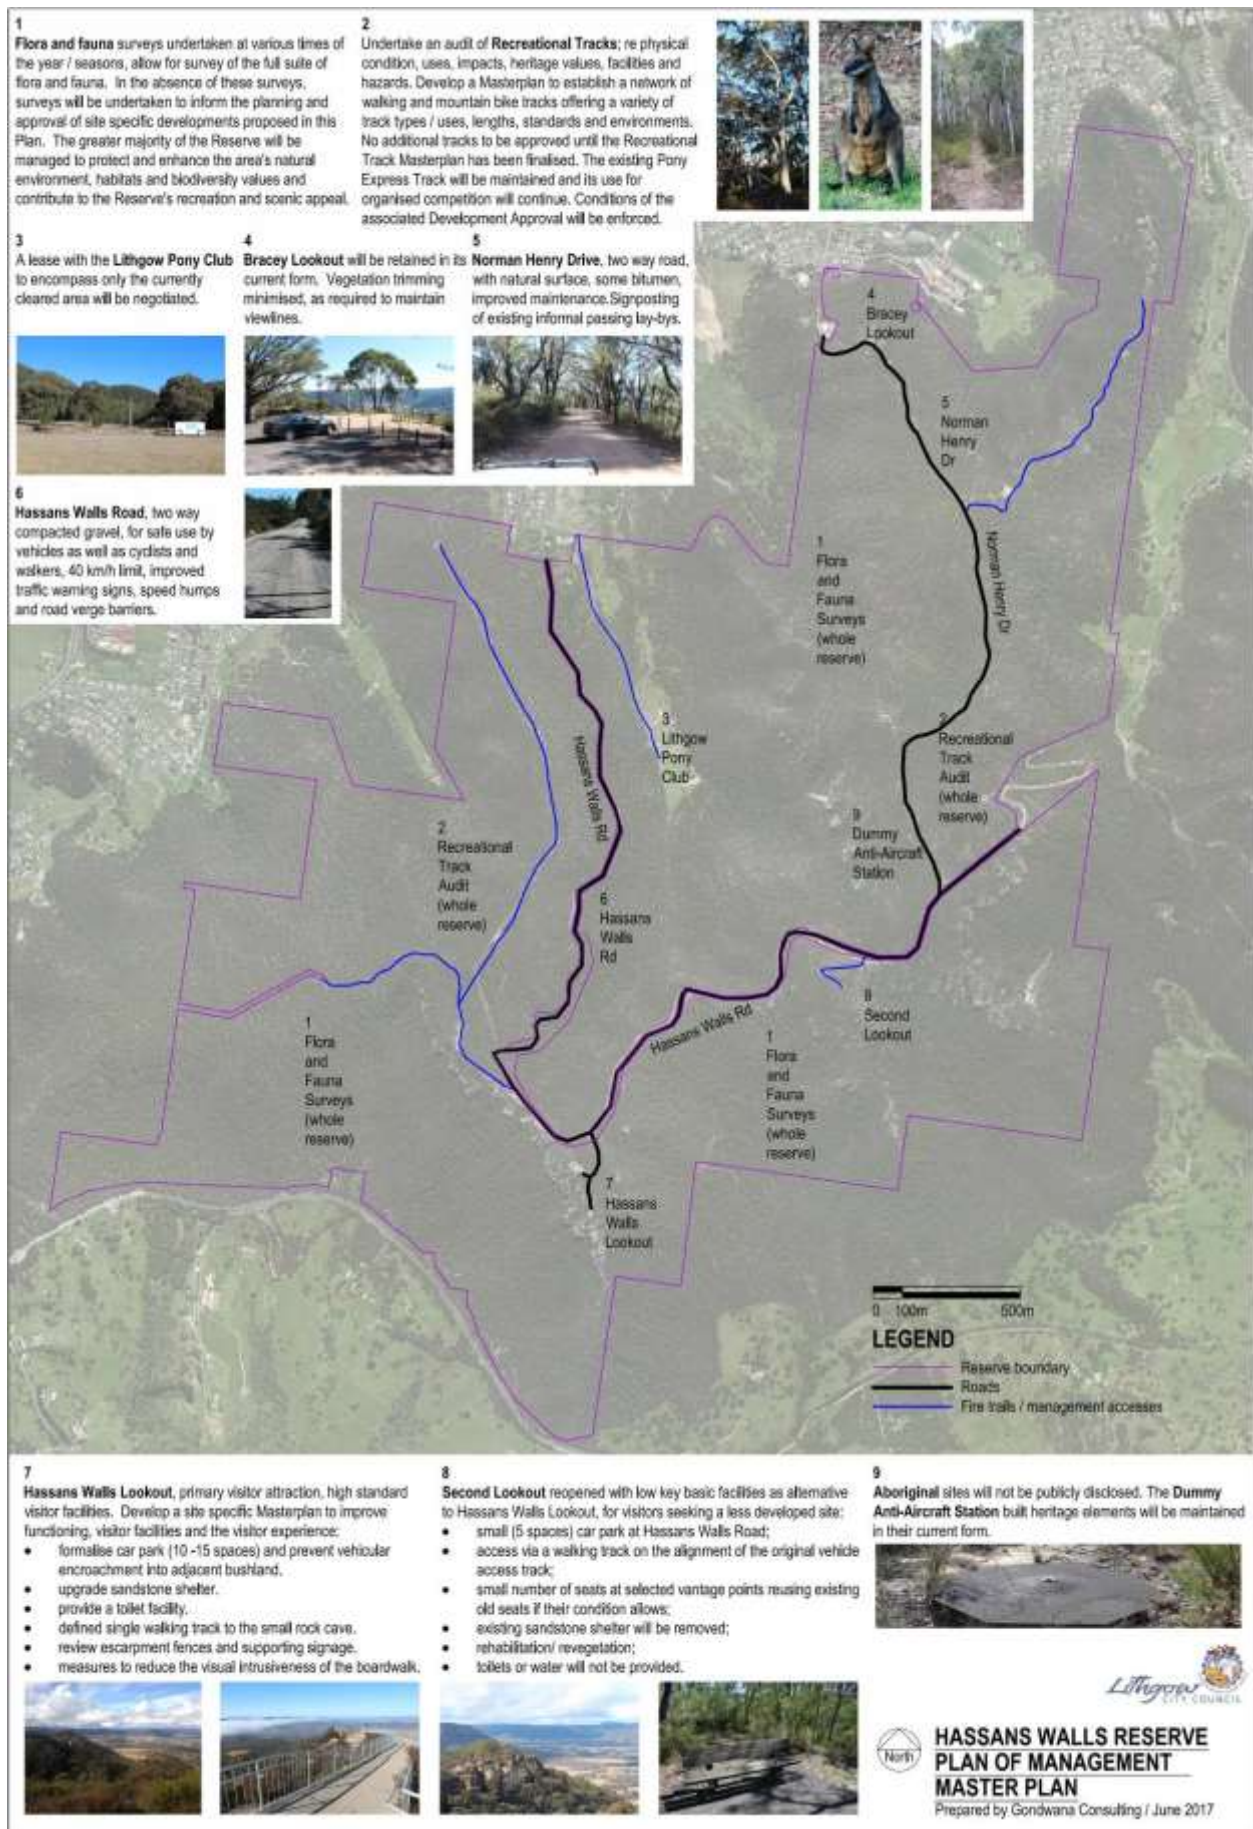 1
Flora and fauna surveys undertaken at various times of
the year / seasons, allow for survey of the full suite of
flora and fauna. In the absence of these surveys,
surveys will be undertaken to inform the planning and
approval of site specific developments proposed in this
Plan. The greater majority of the Reserve will be
managed to protect and enhance the area's natural
environment, habitats and biodiversity values and
contribute to the Reserve's recreation and scenic appeal.
2
Undertake an audit of Recreational Tracks; re physical
condition, uses, impacts, heritage values, facilities and
hazards. Develop a Masterplan to establish a network of
walking and mountain bike tracks offering a variety of
track types / uses, lengths, standards and environments.
No additional tracks to be approved until the Recreational
Track Masterplan has been finalised. The existing Pony
Express Track will be maintained and its use for
organised competition will continue. Conditions of the
associated Development Approval will be enforced.
3
A lease with the Lithgow Pony Club
to encompass only the currently
cleared area will be negotiated.
4
Bracey Lookout will be retained in its
current form. Vegetation trimming
minimised, as required to maintain
viewlines.
5
Norman Henry Drive, two way road,
with natural surface, some bitumen,
improved maintenance.Signposting
of existing informal passing lay-bys.
6
Hassans Walls Road, two way
compacted gravel, for safe use by
vehicles as well as cyclists and
walkers, 40 km/h limit, improved
traffic warning signs, speed humps
and road verge barriers.
4
Bracey
Lookout
5
Norman
Henry
Dr
Norman Henry Dr
1
Flora
and
Fauna
Surveys
(whole
reserve)
3
Lithgow
Pony
Club
Hassans Walls Rd
2
Recreational
Track
Audit
(whole
reserve)
9
Dummy
Anti-Aircraft
Station
2
Recreational
Track
Audit
(whole
reserve)
6
Hassans
Walls
Rd
Hassans Walls Rd
8
Second
Lookout
1
Flora
and
Fauna
Surveys
(whole
reserve)
1
Flora
and
Fauna
Surveys
(whole
reserve)
7
Hassans
Walls
Lookout
0 100m 500m
LEGEND
Reserve boundary
Roads
Fire trails / management accesses
7
Hassans Walls Lookout, primary visitor attraction, high standard
visitor facilities. Develop a site specific Masterplan to improve
functioning, visitor facilities and the visitor experience:
• formalise car park (10 -15 spaces) and prevent vehicular
encroachment into adjacent bushland.
• upgrade sandstone shelter.
• provide a toilet facility.
• defined single walking track to the small rock cave.
• review escarpment fences and supporting signage.
• measures to reduce the visual intrusiveness of the boardwalk.
8
Second Lookout reopened with low key basic facilities as alternative
to Hassans Walls Lookout, for visitors seeking a less developed site:
• small (5 spaces) car park at Hassans Walls Road;
• access via a walking track on the alignment of the original vehicle
access track;
• small number of seats at selected vantage points reusing existing
old seats if their condition allows;
• existing sandstone shelter will be removed;
• rehabilitation/ revegetation;
• toilets or water will not be provided.
9
Aboriginal sites will not be publicly disclosed. The Dummy
Anti-Aircraft Station built heritage elements will be maintained
in their current form.
Lithgow
CITY COUNCIL
North
HASSANS WALLS RESERVE
PLAN OF MANAGEMENT
MASTER PLAN
Prepared by Gondwana Consulting / June 2017